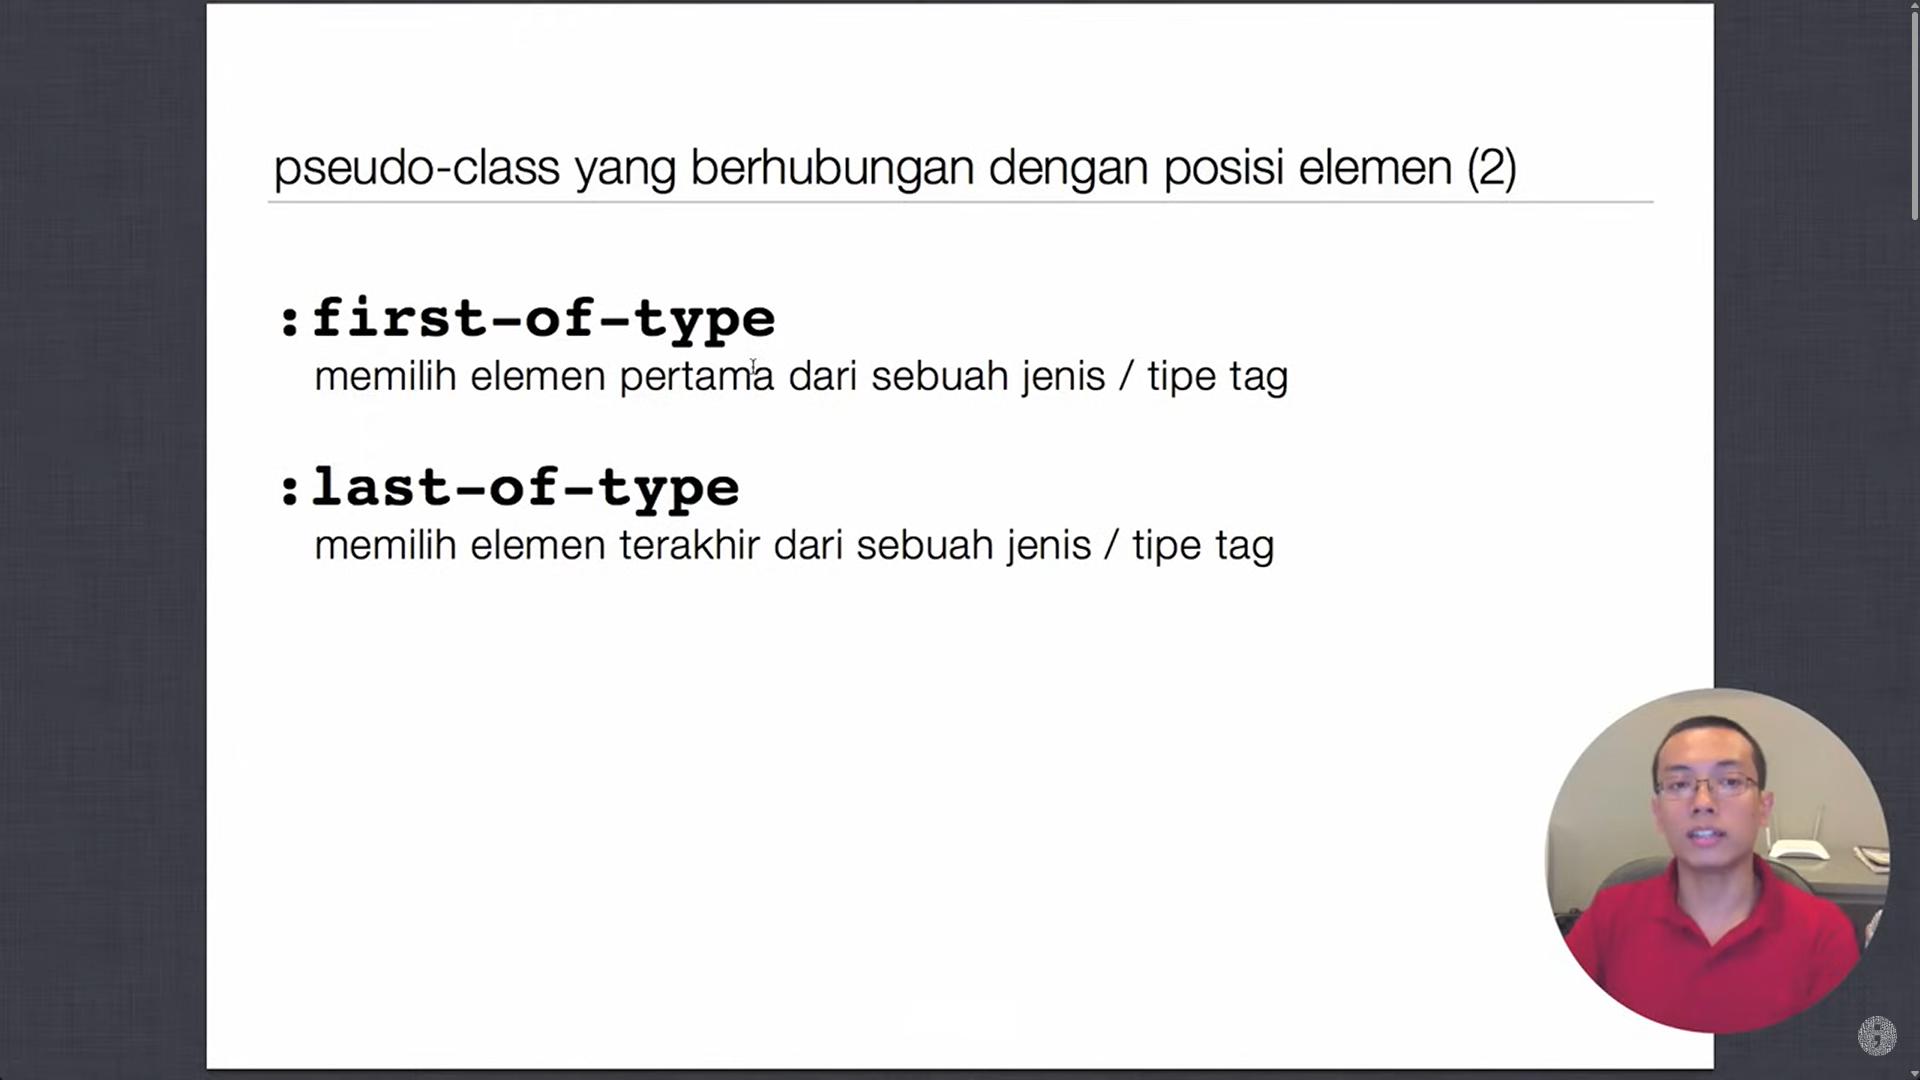 pseudo-class yang berhubungan dengan posisi elemen (2)
:first-of-type
memilih elemen pertama dari sebuah jenis / tipe tag
:last-of-type
memilih elemen terakhir dari sebuah jenis / tipe tag